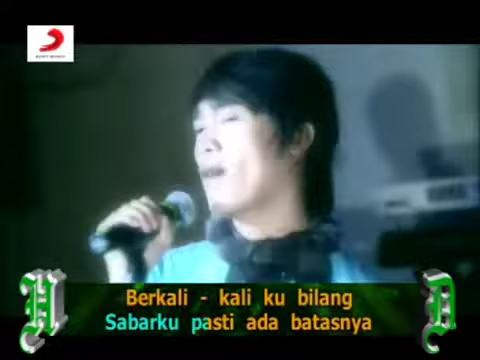 Berkali - kali ku bilang
Sabarku pasti ada batasnya
H D